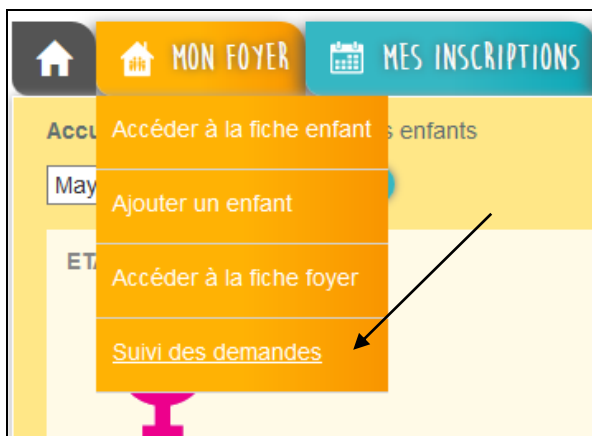 MON FOYER MES INSCRIPTIONS
Accu s enfants
Accéder à la fiche enfant
May
Ajouter un enfant
ETA
Accéder à la fiche foyer
Suivi des demandes